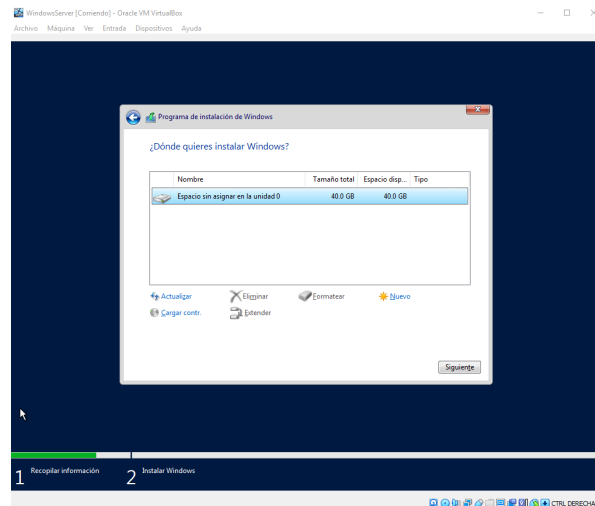 WindowsServer [Corriendo] - Oracle VM VirtualBox
Archivo Máquina Ver Entrada Dispositivos Ayuda
Programa de instalación de Windows
¿Dónde quieres instalar Windows?
Nombre Tamaño total Espacio disp... Tipo
Espacio sin asignar en la unidad 0 40.0 GB 40.0 GB
Actualizar Eliminar Formatear Nuevo
Cargar contr. Extender
Siguiente
1 Recopilar información 2 Instalar Windows
CTRL DERECHA